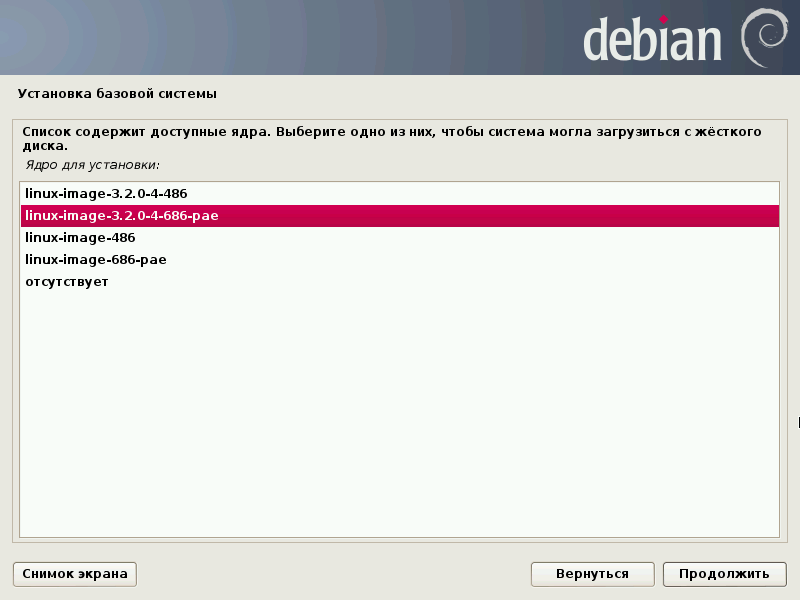 debian
Установка базовой системы
Список содержит доступные ядра. Выберите одно из них, чтобы система могла загрузиться с жёсткого
диска.
Ядро для установки:
linux-image-3.2.0-4-486
linux-image-3.2.0-4-686-pae
linux-image-486
linux-image-686-pae
отсутствует
Снимок экрана
Вернуться
Продолжить